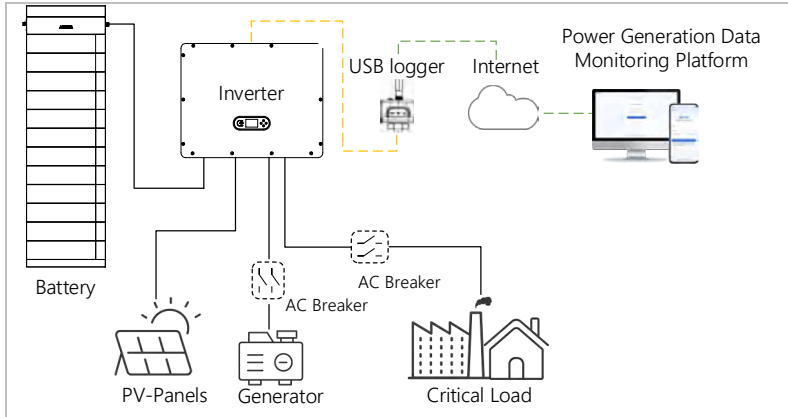 Power Generation Data
Monitoring Platform
USB logger
Internet
Inverter
Battery
AC Breaker
AC Breaker
PV-Panels
Generator
Critical Load